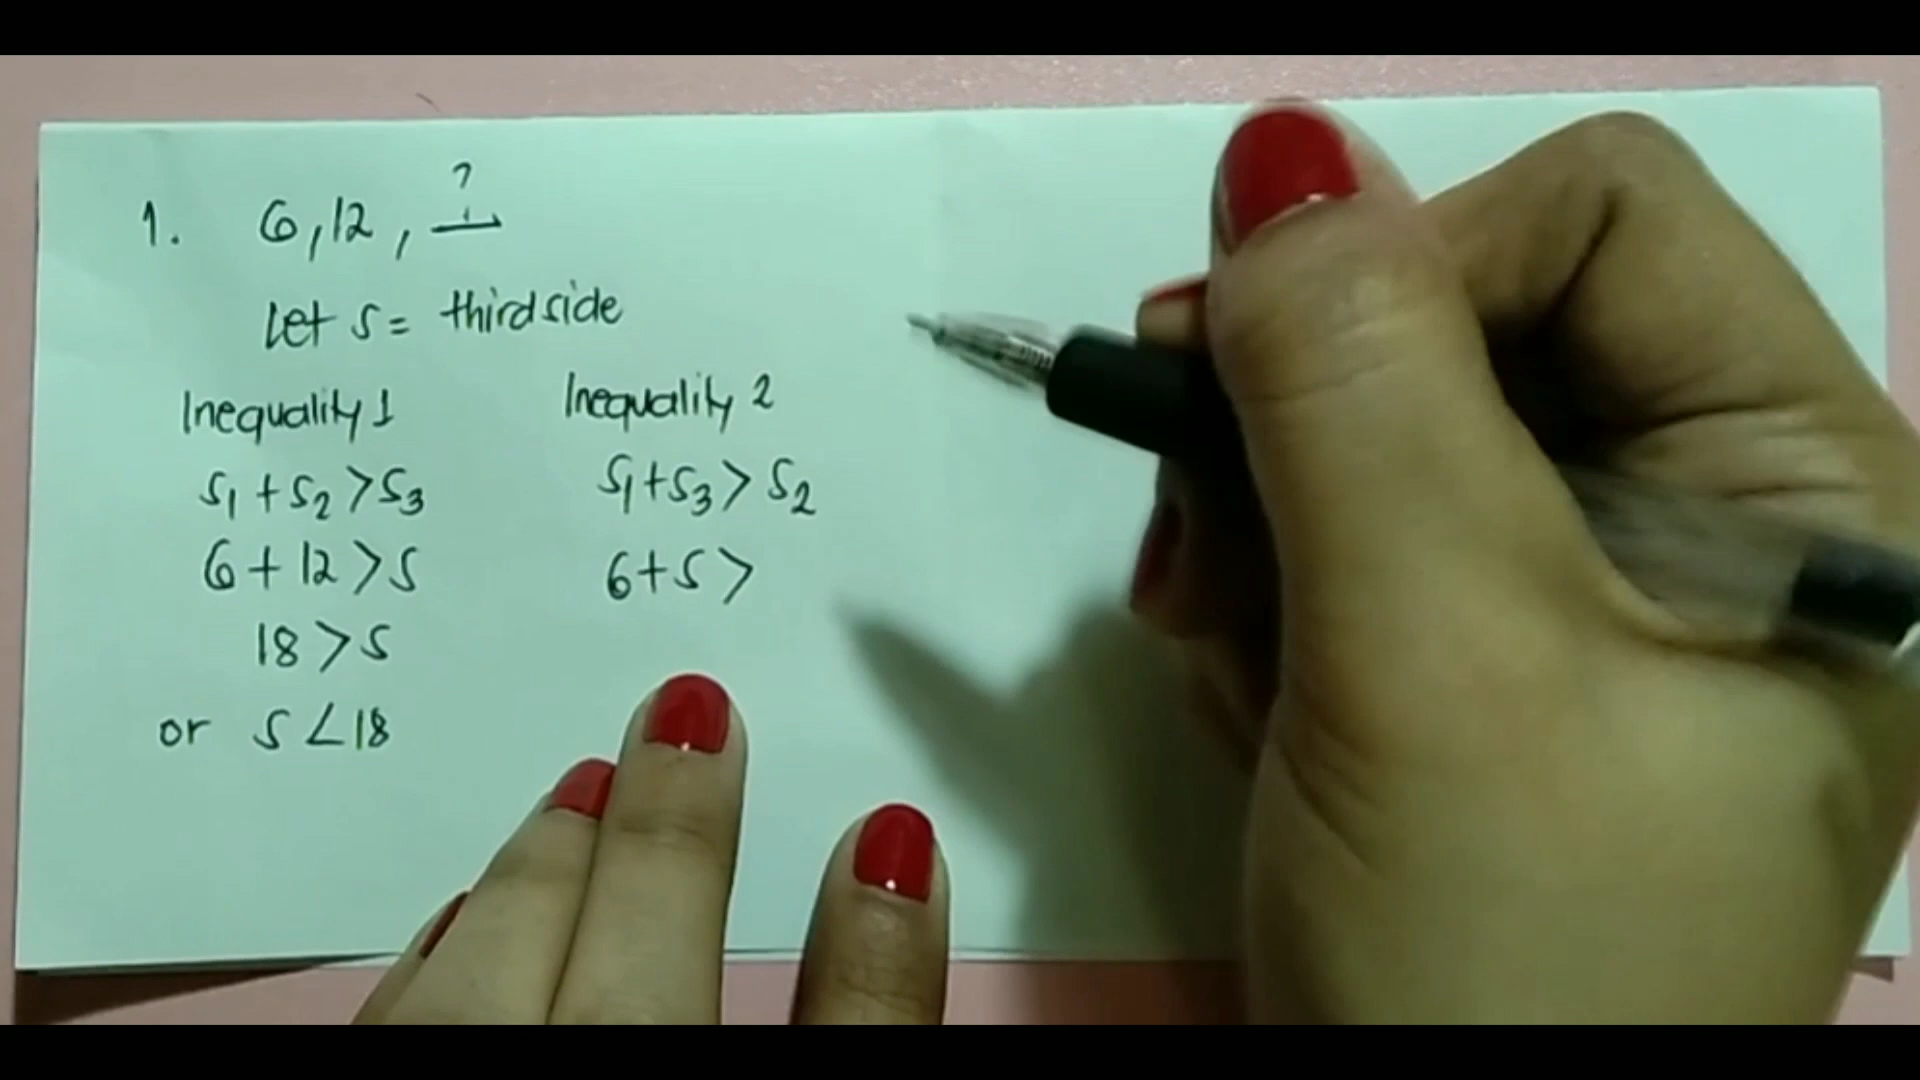 1. 6, 12, ?
Let s = third side
Inequality 1
s₁ + s₂ > s₃
6 + 12 > s
18 > s
or s < 18
Inequality 2
s₁ + s₃ > s₂
6 + s >